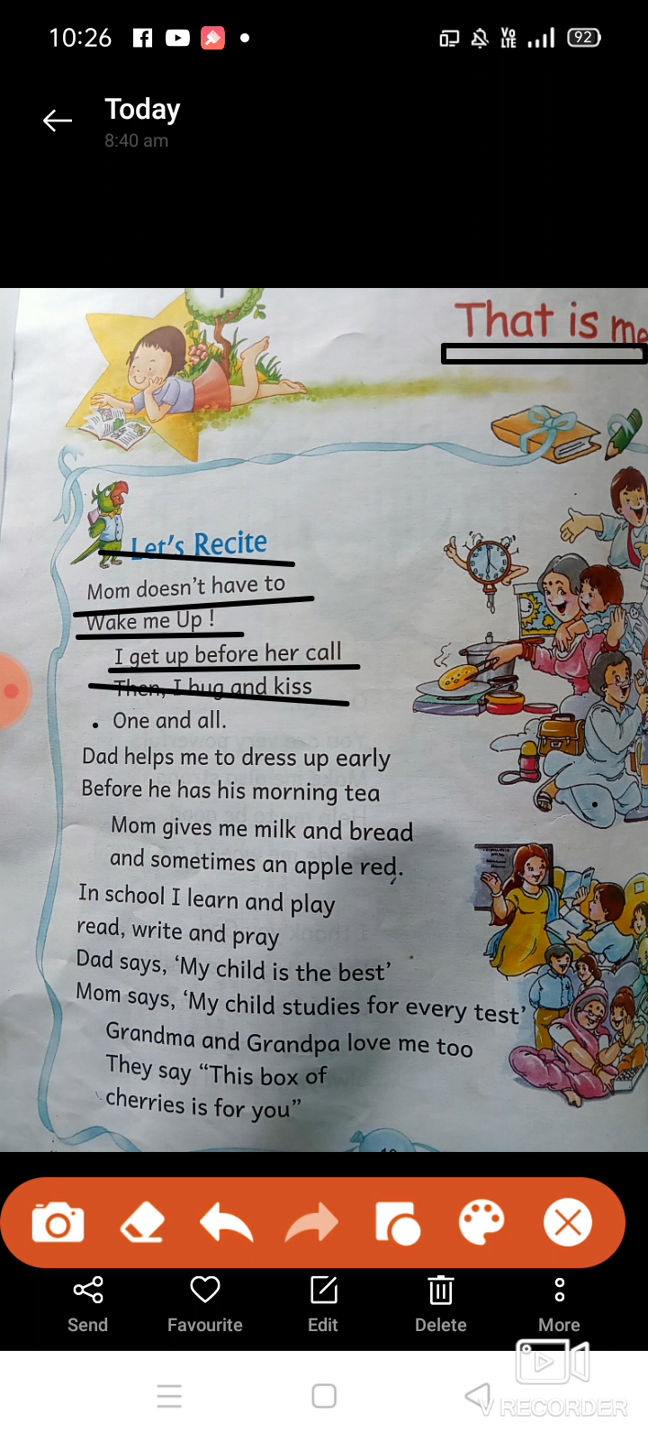 10:26
VO LTE
92
Today
8:40 am
That is me
Let's Recite
Mom doesn't have to
Wake me Up !
I get up before her call
Then, I hug and kiss
One and all.
Dad helps me to dress up early
Before he has his morning tea
Mom gives me milk and bread
and sometimes an apple red.
In school I learn and play
read, write and pray
Dad says, 'My child is the best'
Mom says, 'My child studies for every test'
Grandma and Grandpa love me too
They say "This box of
cherries is for you"
Send
Favourite
Edit
Delete
More
V RECORDER